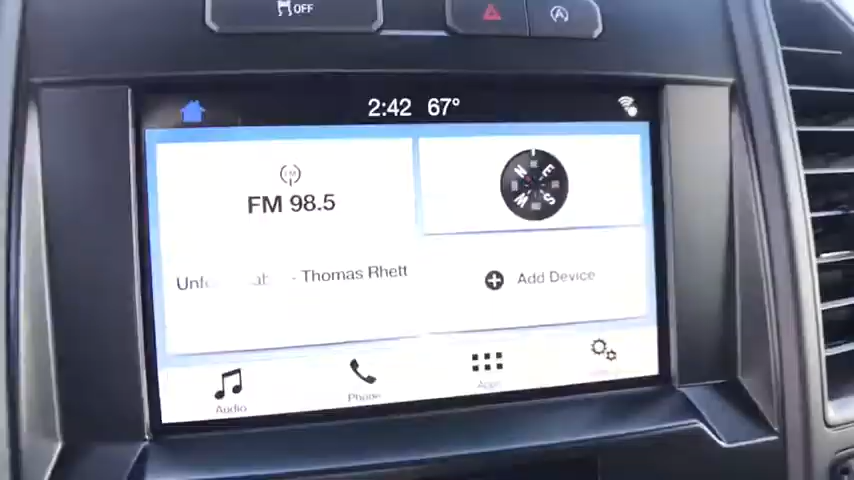 OFF
2:42 67°
FM 98.5
- Thomas Rhett
N E
W S
Add Device
Audio
Phone
Apps